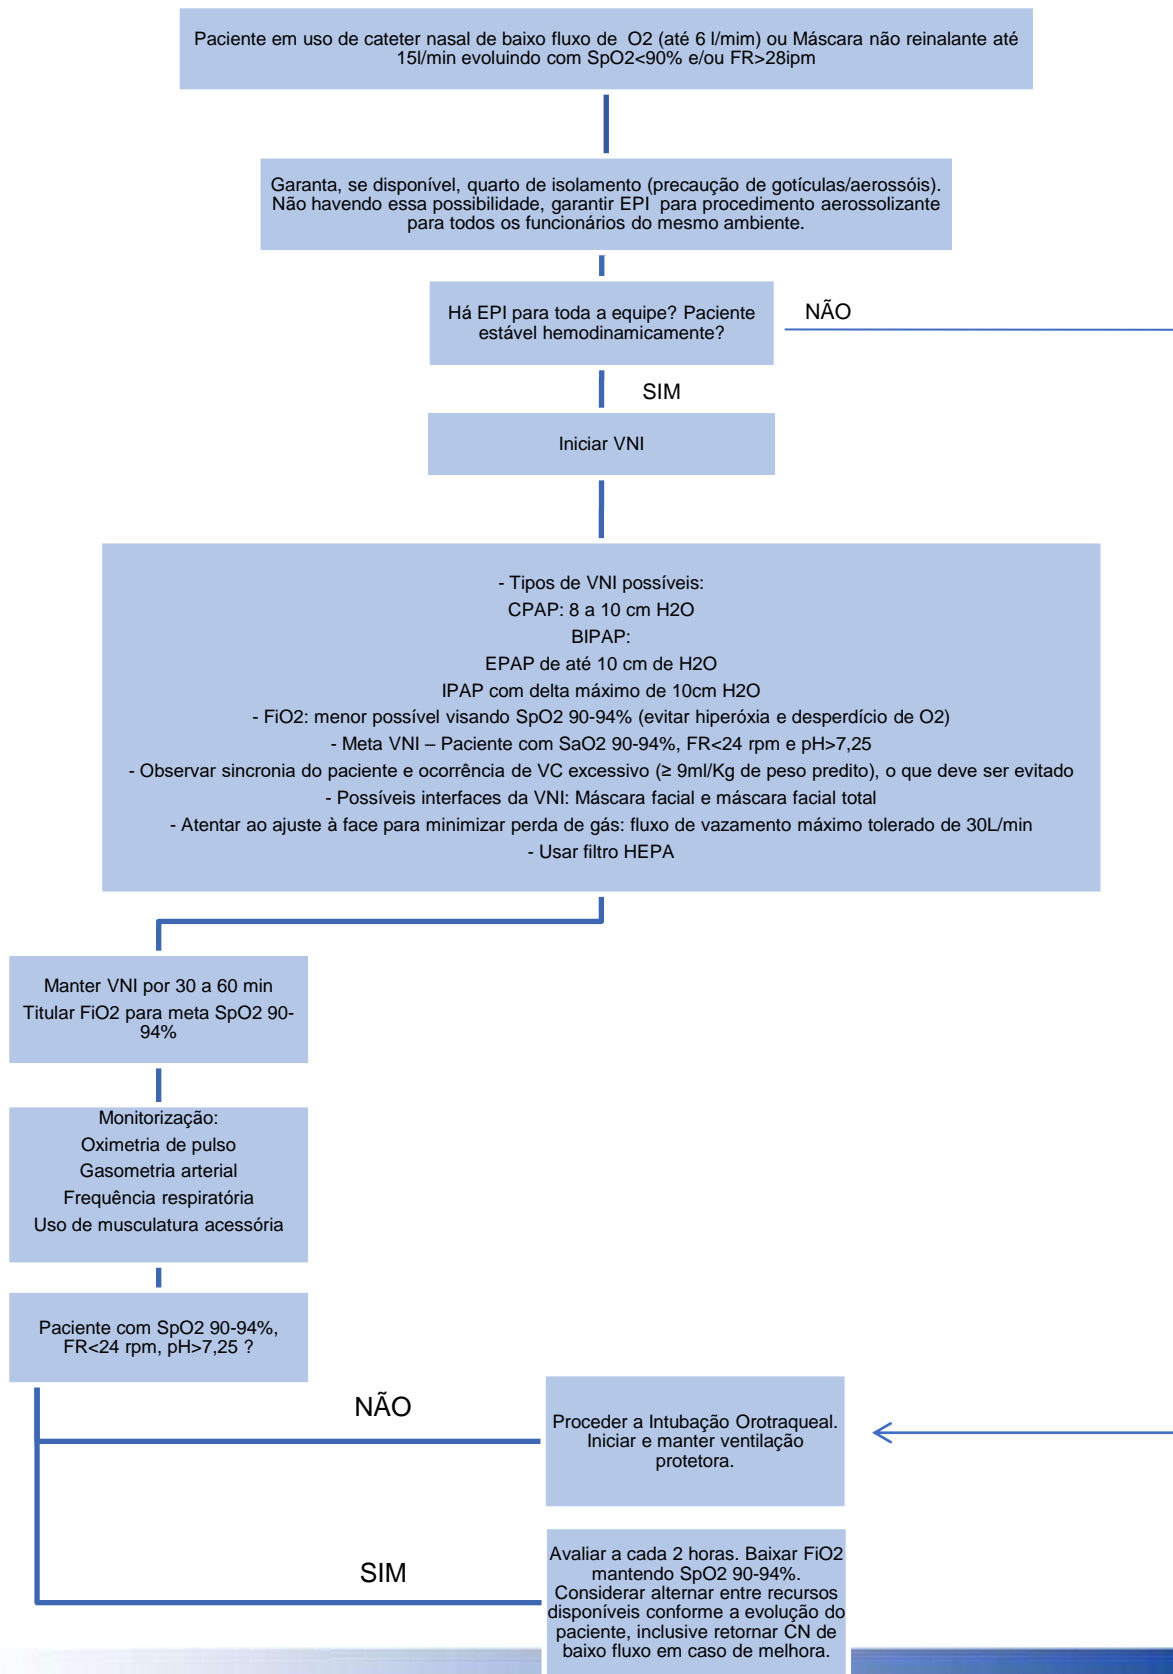 Paciente em uso de cateter nasal de baixo fluxo de  O2 (até 6 l/mim) ou Máscara não reinalante até
15l/min evoluindo com SpO2<90% e/ou FR>28ipm
Garanta, se disponível, quarto de isolamento (precaução de gotículas/aerossóis).
Não havendo essa possibilidade, garantir EPI  para procedimento aerossolizante
para todos os funcionários do mesmo ambiente.
Há EPI para toda a equipe? Paciente
estável hemodinamicamente?
NÃO
SIM
Iniciar VNI
- Tipos de VNI possíveis:
CPAP: 8 a 10 cm H2O
BIPAP:
EPAP de até 10 cm de H2O
IPAP com delta máximo de 10cm H2O
- FiO2: menor possível visando SpO2 90-94% (evitar hiperóxia e desperdício de O2)
- Meta VNI – Paciente com SaO2 90-94%, FR<24 rpm e pH>7,25
- Observar sincronia do paciente e ocorrência de VC excessivo (≥ 9ml/Kg de peso predito), o que deve ser evitado
- Possíveis interfaces da VNI: Máscara facial e máscara facial total
- Atentar ao ajuste à face para minimizar perda de gás: fluxo de vazamento máximo tolerado de 30L/min
- Usar filtro HEPA
Manter VNI por 30 a 60 min
Titular FiO2 para meta SpO2 90-
94%
Monitorização:
Oximetria de pulso
Gasometria arterial
Frequência respiratória
Uso de musculatura acessória
Paciente com SpO2 90-94%,
FR<24 rpm, pH>7,25 ?
NÃO
Proceder a Intubação Orotraqueal.
Iniciar e manter ventilação
protetora.
SIM
Avaliar a cada 2 horas. Baixar FiO2
mantendo SpO2 90-94%.
Considerar alternar entre recursos
disponíveis conforme a evolução do
paciente, inclusive retornar CN de
baixo fluxo em caso de melhora.